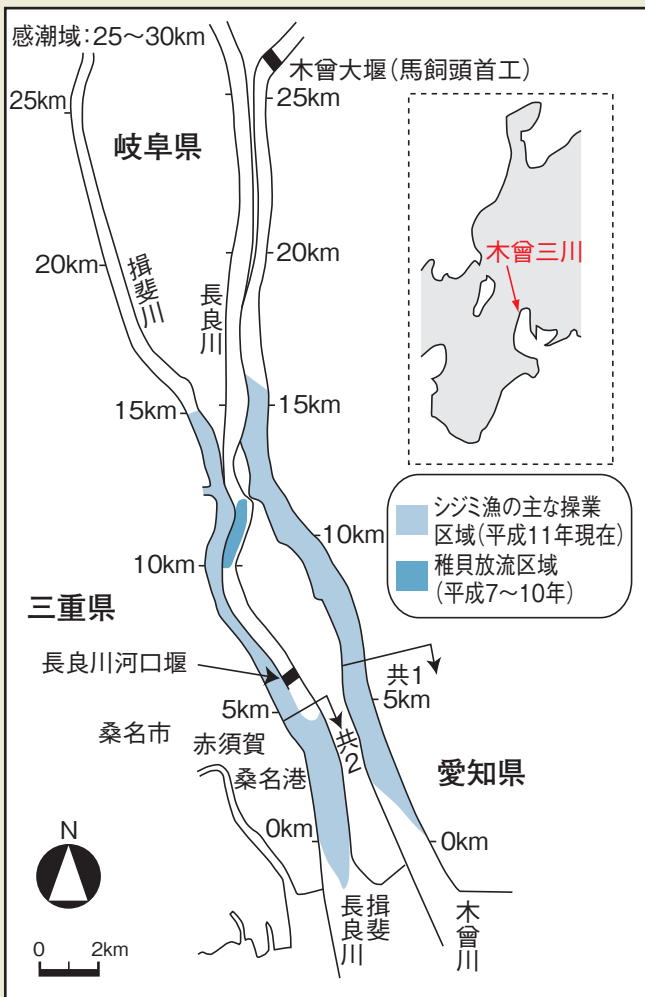 感潮域：25〜30km
木曾大堰（馬飼頭首工）
25km
25km
岐阜県
木曾三川
20km
20km
揖斐川
長良川
15km
15km
シジミ漁の主な操業
区域（平成11年現在）
稚貝放流区域
（平成7〜10年）
10km
10km
三重県
長良川河口堰
共1
5km
5km
共2
桑名市
赤須賀
桑名港
愛知県
0km
0km
N
揖斐
長良川
木曾川
0 2km